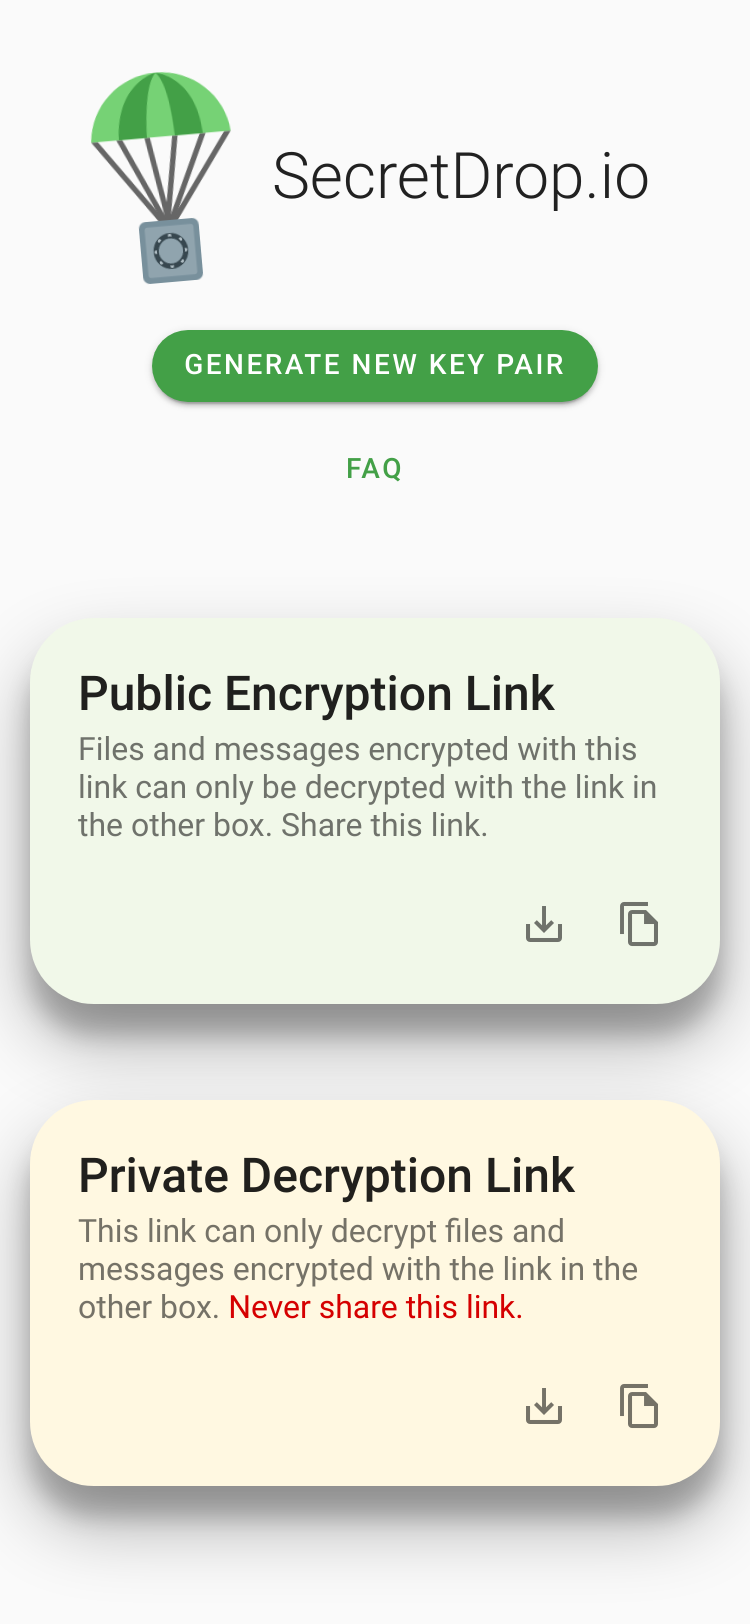 SecretDrop.io
GENERATE NEW KEY PAIR
FAQ
Public Encryption Link
Files and messages encrypted with this
link can only be decrypted with the link in
the other box. Share this link.
Private Decryption Link
This link can only decrypt files and
messages encrypted with the link in the
other box. Never share this link.